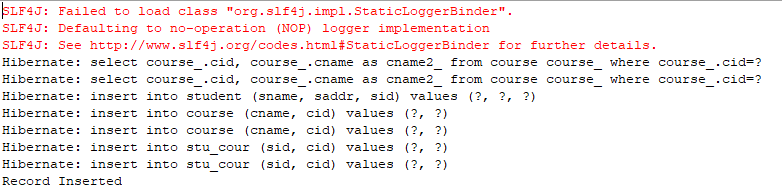 SLF4J: Failed to load class "org.slf4j.impl.StaticLoggerBinder".
SLF4J: Defaulting to no-operation (NOP) logger implementation
SLF4J: See http://www.slf4j.org/codes.html#StaticLoggerBinder for further details.
Hibernate: select course_.cid, course_.cname as cname2_ from course course_ where course_.cid=?
Hibernate: select course_.cid, course_.cname as cname2_ from course course_ where course_.cid=?
Hibernate: insert into student (sname, saddr, sid) values (?, ?, ?)
Hibernate: insert into course (cname, cid) values (?, ?)
Hibernate: insert into course (cname, cid) values (?, ?)
Hibernate: insert into stu_cour (sid, cid) values (?, ?)
Hibernate: insert into stu_cour (sid, cid) values (?, ?)
Record Inserted